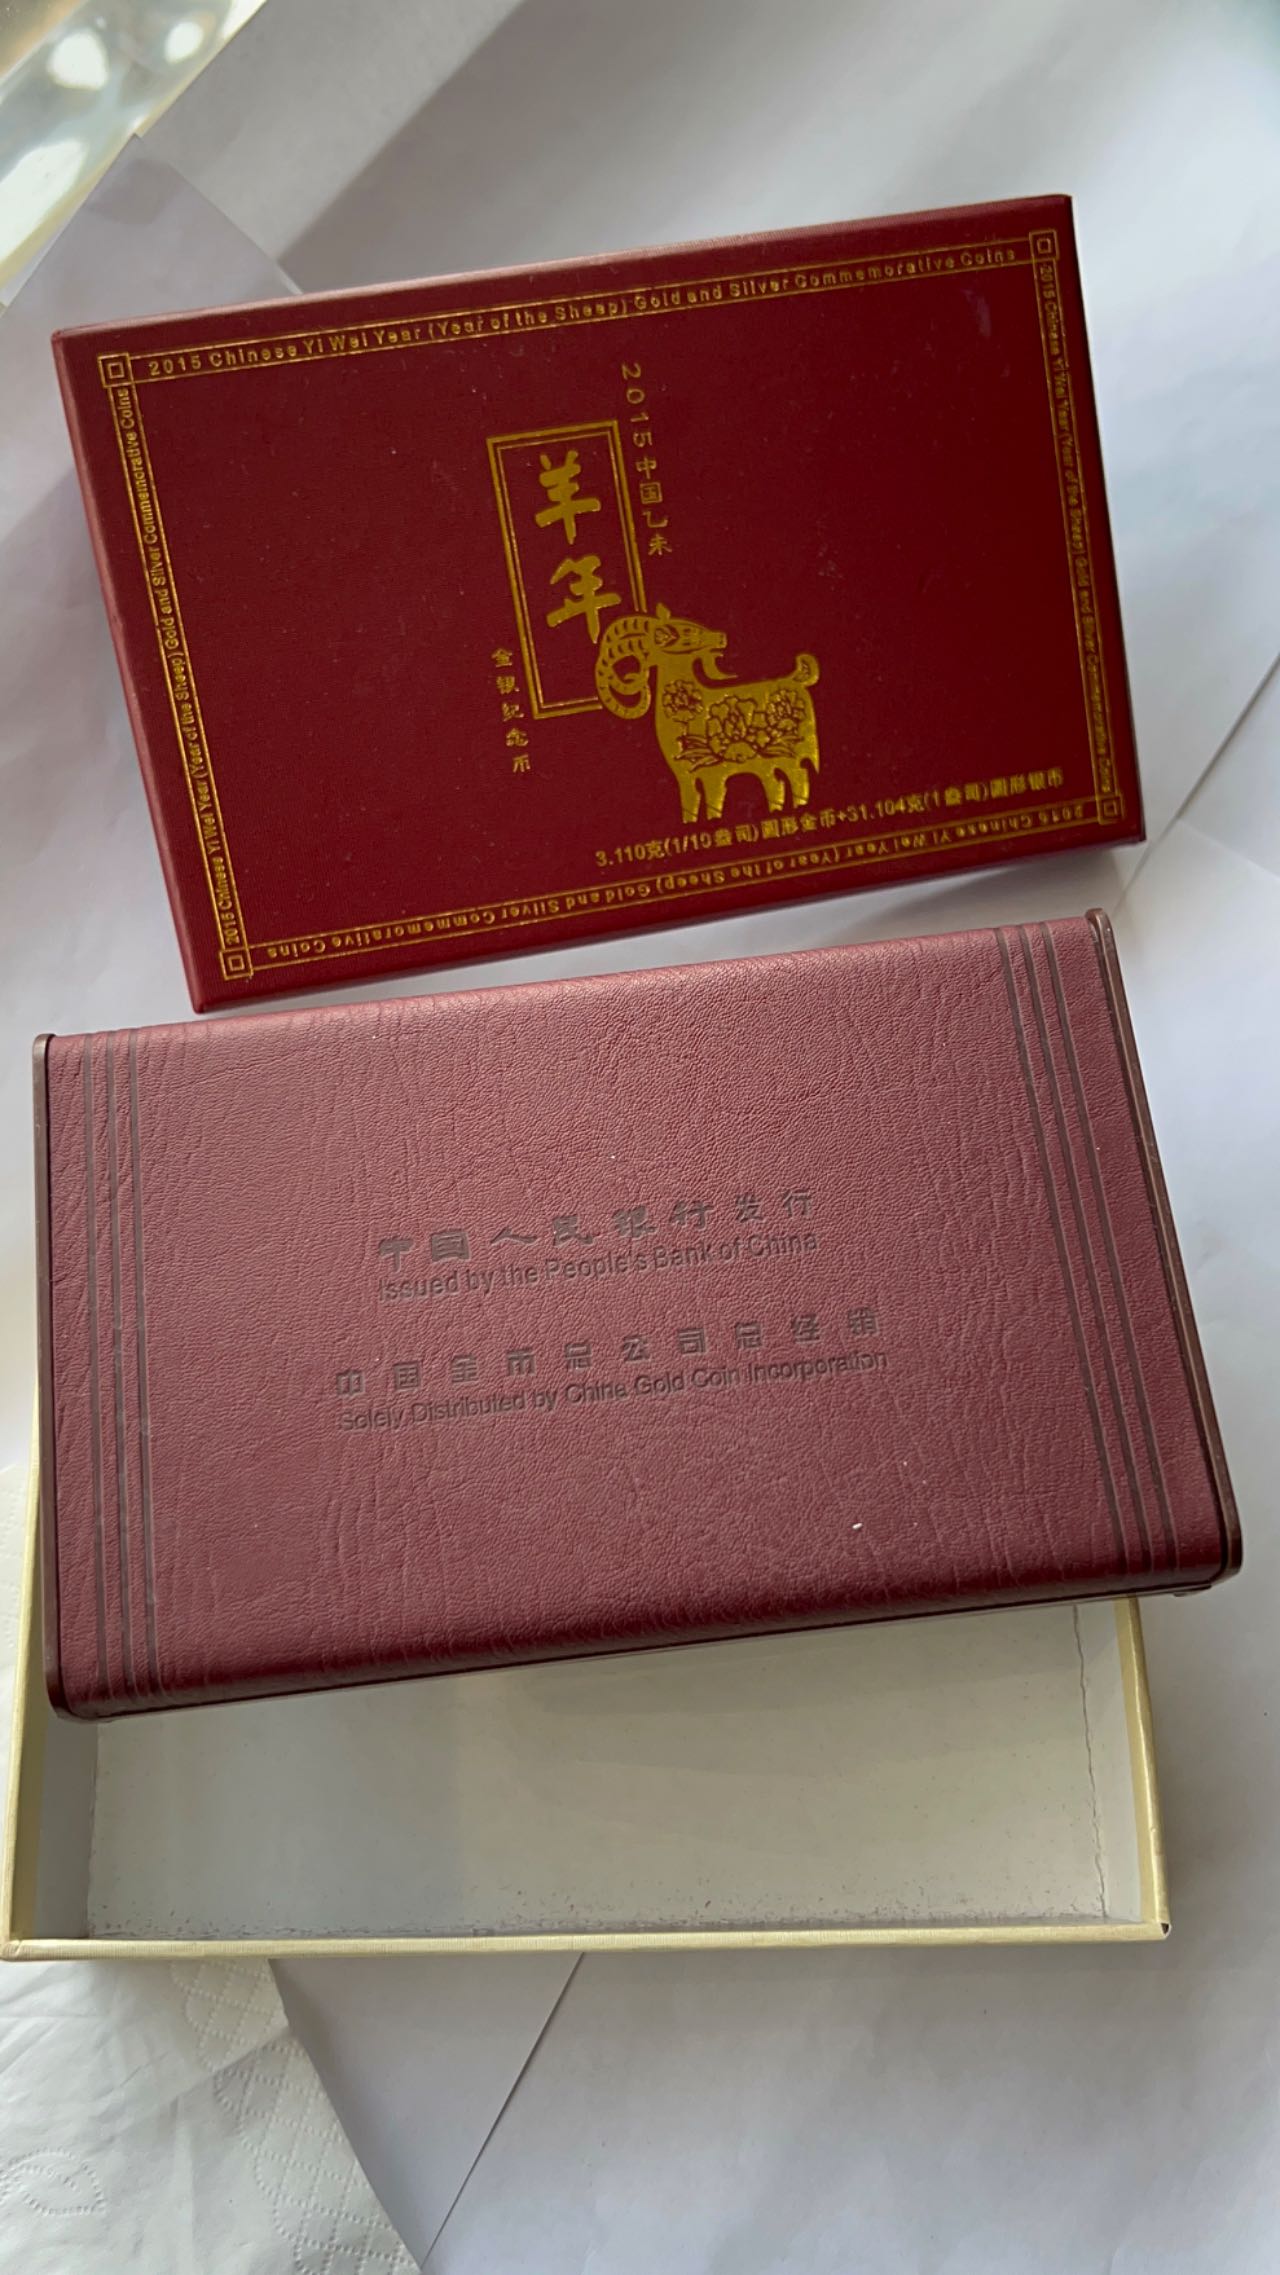 2015 Chinese Yi Wei Year (Year of the Sheep) Gold and Silver Commemorative Coins
2015 Chinese Yi Wei Year (Year of the Sheep) Gold and Silver Commemorative Coins
2015中国乙未
羊年
金银纪念币
3.110克(1/10盎司)圆形金币+31.104克(1盎司)圆形银币
2015 Chinese Yi Wei Year (Year of the Sheep) Gold and Silver Commemorative Coins
2015 Chinese Yi Wei Year (Year of the Sheep) Gold and Silver Commemorative Coins
中国人民银行发行
Issued by the People's Bank of China
中国金币总公司总经销
Solely Distributed by China Gold Coin Incorporation